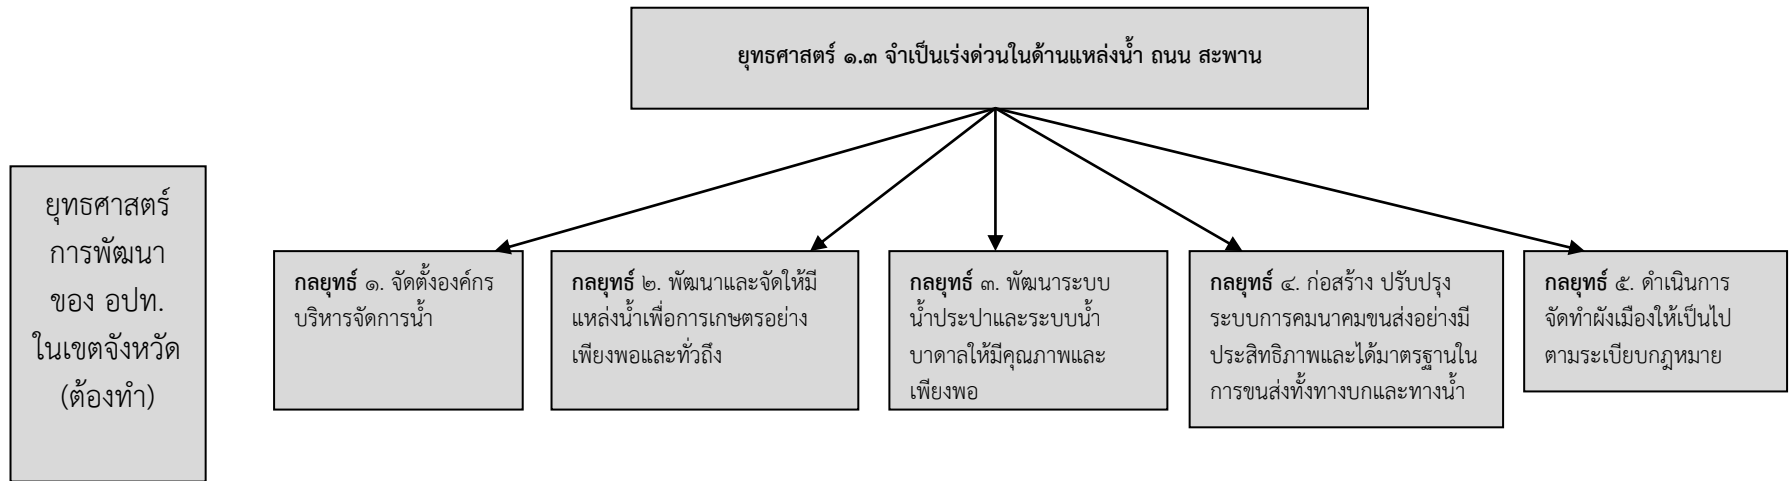 ยุทธศาสตร์ ๑.๓ จำเป็นเร่งด่วนในด้านแหล่งน้ำ ถนน สะพาน
ยุทธศาสตร์
การพัฒนา
ของ อปท.
ในเขตจังหวัด
(ต้องทำ)
กลยุทธ์ ๑. จัดตั้งองค์กร
บริหารจัดการน้ำ
กลยุทธ์ ๒. พัฒนาและจัดให้มี
แหล่งน้ำเพื่อการเกษตรอย่าง
เพียงพอและทั่วถึง
กลยุทธ์ ๓. พัฒนาระบบ
น้ำประปาและระบบน้ำ
บาดาลให้มีคุณภาพและ
เพียงพอ
กลยุทธ์ ๔. ก่อสร้าง ปรับปรุง
ระบบการคมนาคมขนส่งอย่างมี
ประสิทธิภาพและได้มาตรฐานใน
การขนส่งทั้งทางบกและทางน้ำ
กลยุทธ์ ๕. ดำเนินการ
จัดทำผังเมืองให้เป็นไป
ตามระเบียบกฎหมาย